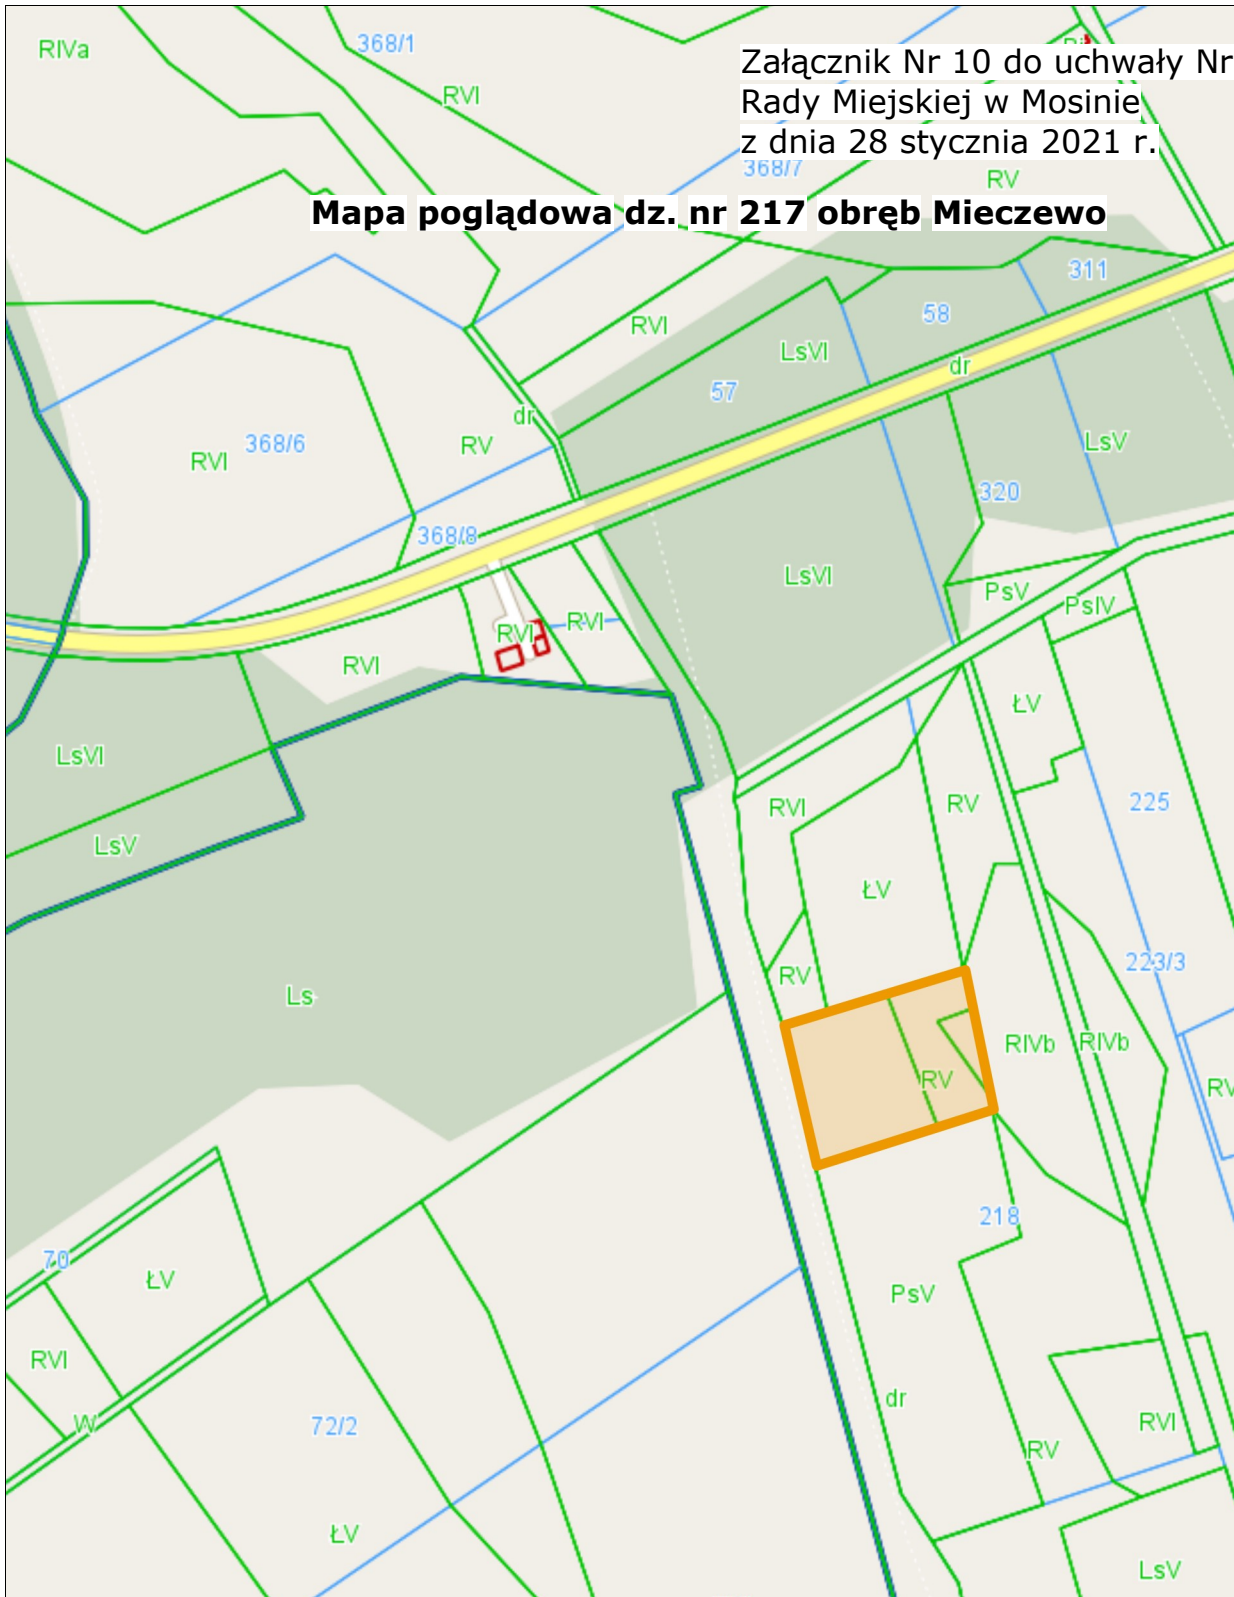 RIVa
368/1
RVI
Załącznik Nr 10 do uchwały Nr
Rady Miejskiej w Mosinie
z dnia 28 stycznia 2021 r.
368/7
RV
Mapa poglądowa dz. nr 217 obręb Mieczewo
311
58
RVI
LsVI
dr
57
dr
368/6
RV
RVI
LsV
320
368/8
LsVI
PsV
PsIV
RVI
RVI
RVI
ŁV
LsVI
225
RVI
RV
LsV
ŁV
223/3
RV
Ls
RIVb
RIVb
RV
RV
218
70
ŁV
PsV
RVI
dr
W
72/2
RVI
RV
ŁV
LsV